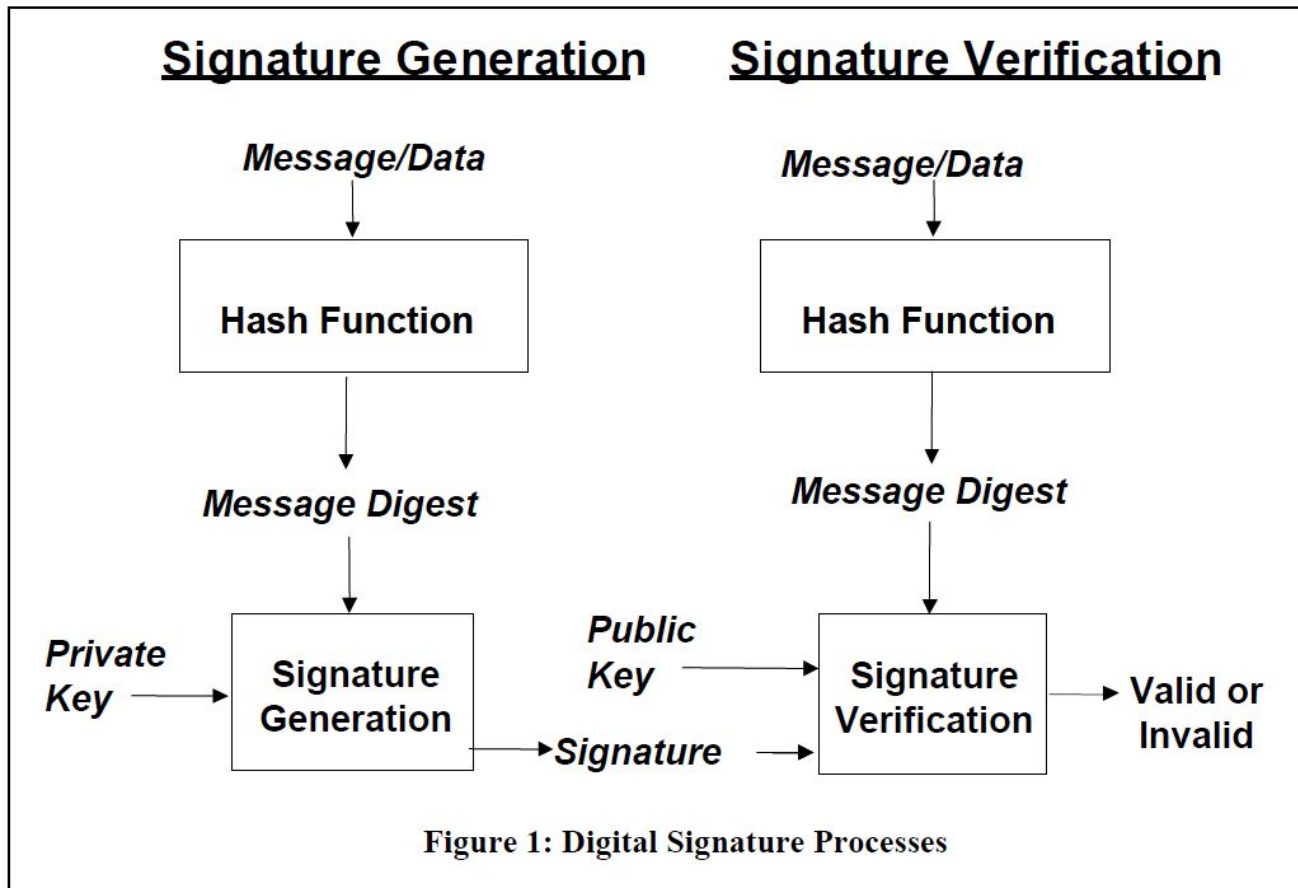 Signature Generation
Signature Verification
Message/Data
Message/Data
Hash Function
Hash Function
Message Digest
Message Digest
Private
Key
Signature
Generation
Public
Key
Signature
Verification
Valid or
Invalid
Signature
Figure 1: Digital Signature Processes